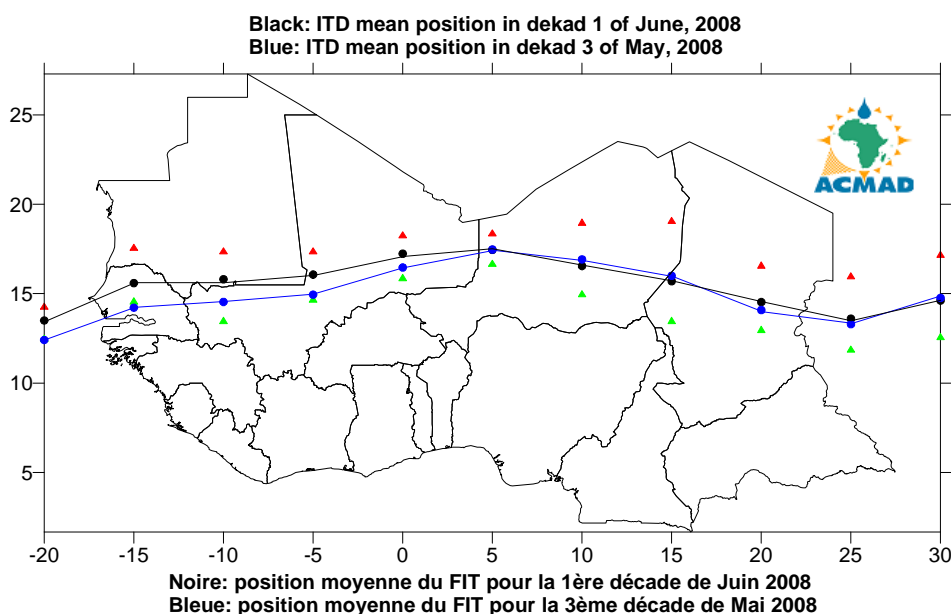 Black: ITD mean position in dekad 1 of June, 2008
Blue: ITD mean position in dekad 3 of May, 2008
25
20
15
10
5
ACMAD
-20 -15 -10 -5 0 5 10 15 20 25 30
Noire: position moyenne du FIT pour la 1ère décade de Juin 2008
Bleue: position moyenne du FIT pour la 3ème décade de Mai 2008